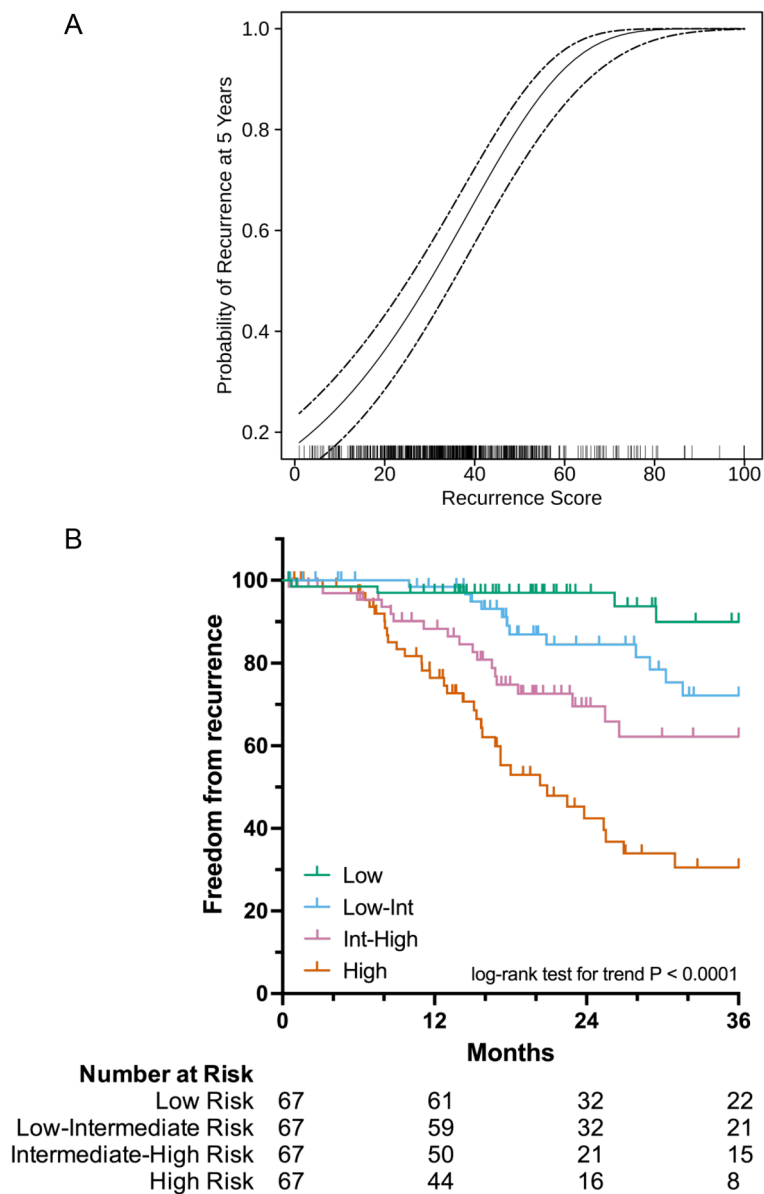 A
Probability of Recurrence at 5 Years
1.0
0.8
0.6
0.4
0.2
0 20 40 60 80 100
Recurrence Score
B
Freedom from recurrence
100
80
60
40
20
0
Low
Low-Int
Int-High
High
log-rank test for trend P < 0.0001
0 12 24 36
Months
Number at Risk
Low Risk 67 61 32 22
Low-Intermediate Risk 67 59 32 21
Intermediate-High Risk 67 50 21 15
High Risk 67 44 16 8